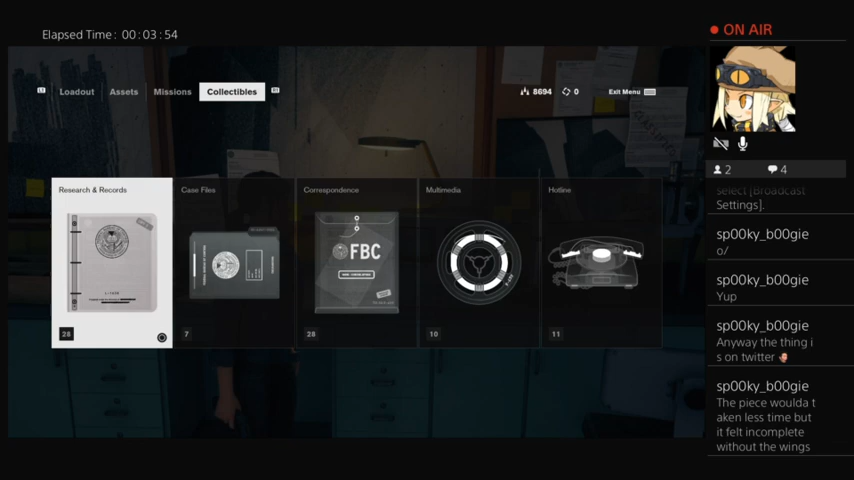 Elapsed Time: 00:03:54
ON AIR
Loadout Assets Missions Collectibles
8694 0 Exit Menu
2 4
select [Broadcast
Settings].
sp00ky_b00gie
o/
sp00ky_b00gie
Yup
sp00ky_b00gie
Anyway the thing i
s on twitter
sp00ky_b00gie
The piece woulda t
aken less time but
it felt incomplete
without the wings
Research & Records
Case Files
Correspondence
Multimedia
Hotline
FBC
28
7
28
10
11